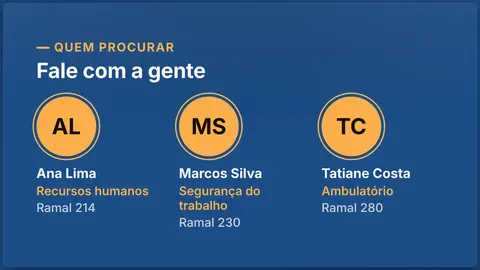 — QUEM PROCURAR
Fale com a gente
AL
Ana Lima
Recursos humanos
Ramal 214
MS
Marcos Silva
Segurança do
trabalho
Ramal 230
TC
Tatiane Costa
Ambulatório
Ramal 280